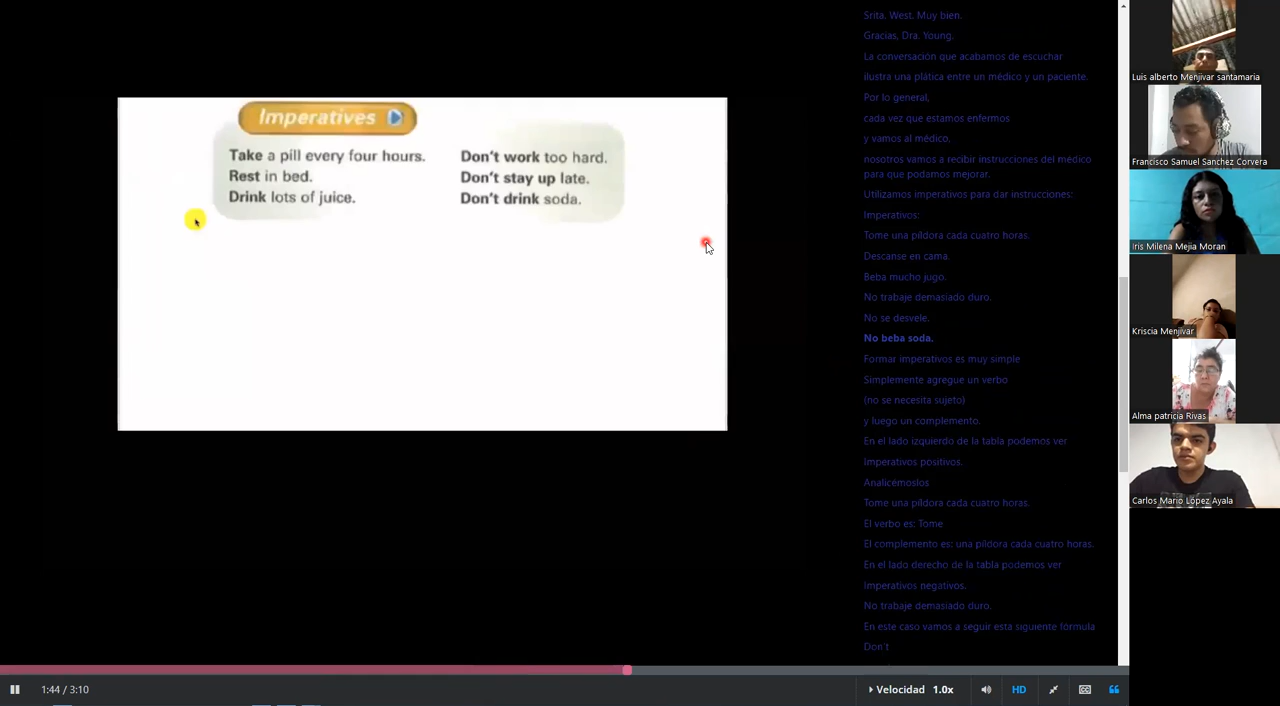 Imperatives
Take a pill every four hours.
Rest in bed.
Drink lots of juice.
Don't work too hard.
Don't stay up late.
Don't drink soda.
Srita, West. Muy bien.
Gracias, Dra. Young.
La conversación que acabamos de escuchar
ilustra una plática entre un médico y un paciente.
Por lo general,
cada vez que estamos enfermos
y vamos al médico,
nosotros vamos a recibir instrucciones del médico
para que podamos mejorar.
Utilizamos imperativos para dar instrucciones:
Imperativos:
Tome una píldora cada cuatro horas.
Descanse en cama.
Beba mucho jugo.
No trabaje demasiado duro.
No se desvele.
No beba soda.
Formar imperativos es muy simple
Simplemente agregue un verbo
(no se necesita sujeto)
y luego un complemento.
En el lado izquierdo de la tabla podemos ver
Imperativos positivos.
Analicémoslos
Tome una píldora cada cuatro horas.
El verbo es: Tome
El complemento es: una píldora cada cuatro horas.
En el lado derecho de la tabla podemos ver
Imperativos negativos.
No trabaje demasiado duro.
En este caso vamos a seguir esta siguiente fórmula
Don't
Luis alberto Menjivar santamaria
Francisco Samuel Sanchez Corvera
Iris Milena Mejia Moran
Kriscia Menjívar
Alma patricia Rivas
Carlos Mario López Ayala
1:44 / 3:10
Velocidad 1.0x
HD